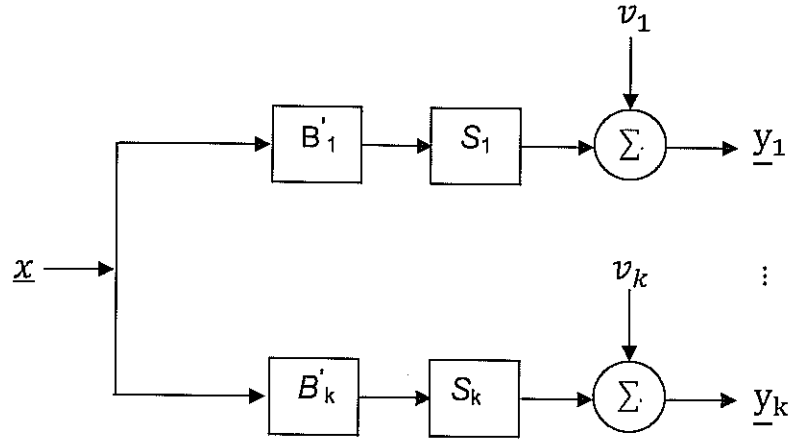 v₁
B'₁ S₁ Σ y₁
x vₖ ⋮
B'ₖ Sₖ Σ yₖ